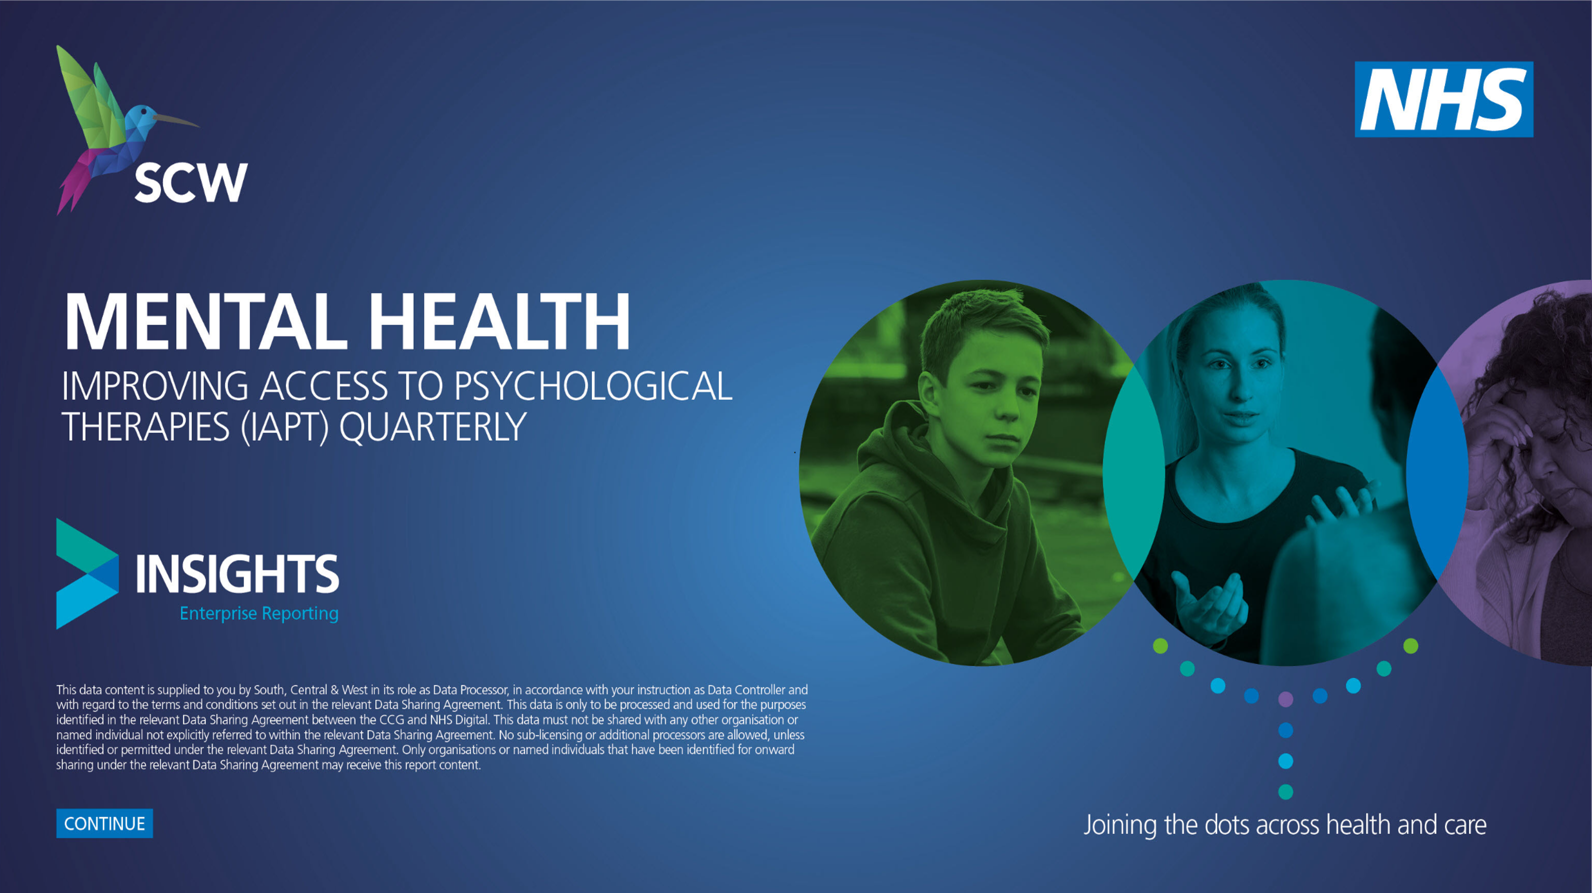 SCW
NHS
MENTAL HEALTH
IMPROVING ACCESS TO PSYCHOLOGICAL
THERAPIES (IAPT) QUARTERLY
INSIGHTS
Enterprise Reporting
This data content is supplied to you by South, Central & West in its role as Data Processor, in accordance with your instruction as Data Controller and
with regard to the terms and conditions set out in the relevant Data Sharing Agreement. This data is only to be processed and used for the purposes
identified in the relevant Data Sharing Agreement between the CCG and NHS Digital. This data must not be shared with any other organisation or
named individual not explicitly referred to within the relevant Data Sharing Agreement. No sub-licensing or additional processors are allowed, unless
identified or permitted under the relevant Data Sharing Agreement. Only organisations or named individuals that have been identified for onward
sharing under the relevant Data Sharing Agreement may receive this report content.
CONTINUE
Joining the dots across health and care